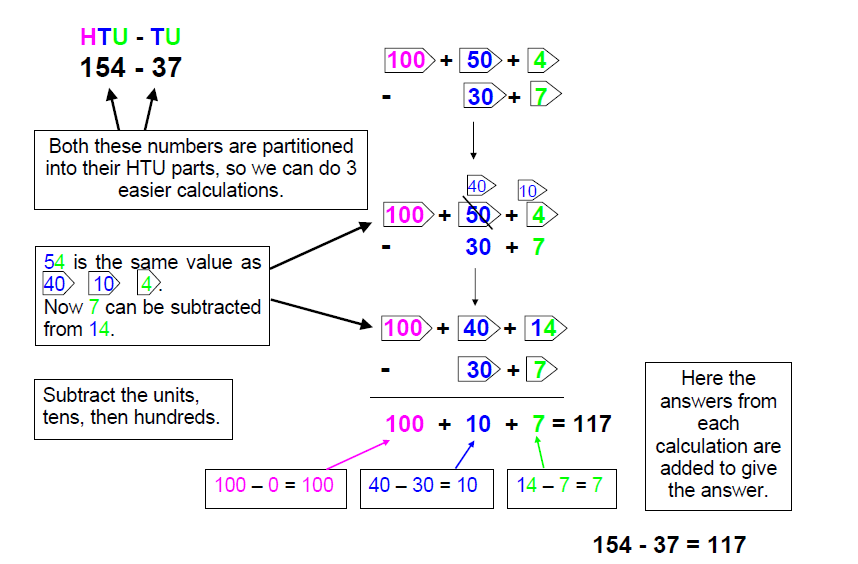 HTU - TU
154 - 37
Both these numbers are partitioned
into their HTU parts, so we can do 3
easier calculations.
100 + 50 + 4
- 30 + 7
40 10
100 + 50 + 4
- 30 + 7
54 is the same value as
40 10 4.
Now 7 can be subtracted
from 14.
100 + 40 + 14
- 30 + 7
Subtract the units,
tens, then hundreds.
100 + 10 + 7 = 117
100 – 0 = 100
40 – 30 = 10
14 – 7 = 7
Here the
answers from
each
calculation are
added to give
the answer.
154 - 37 = 117